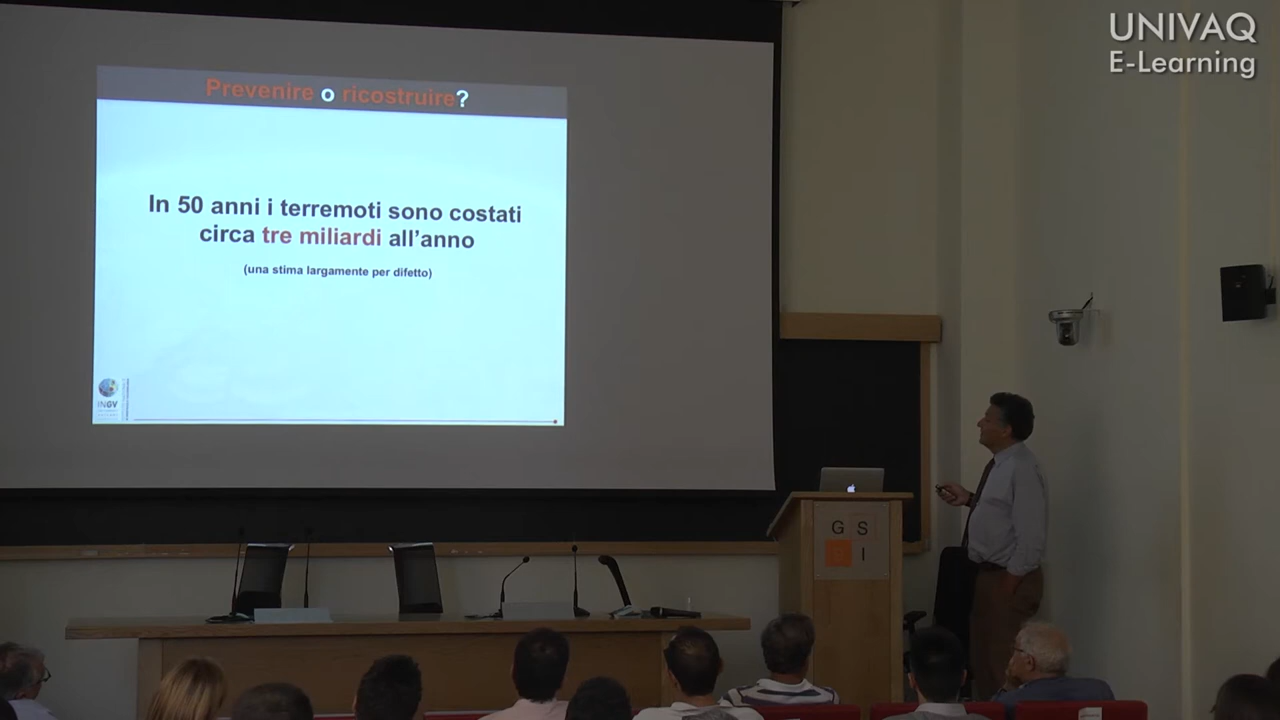 UNIVAQ
E-Learning
Prevenire o ricostruire?
In 50 anni i terremoti sono costati
circa tre miliardi all'anno
(una stima largamente per difetto)
INGV
G S
I